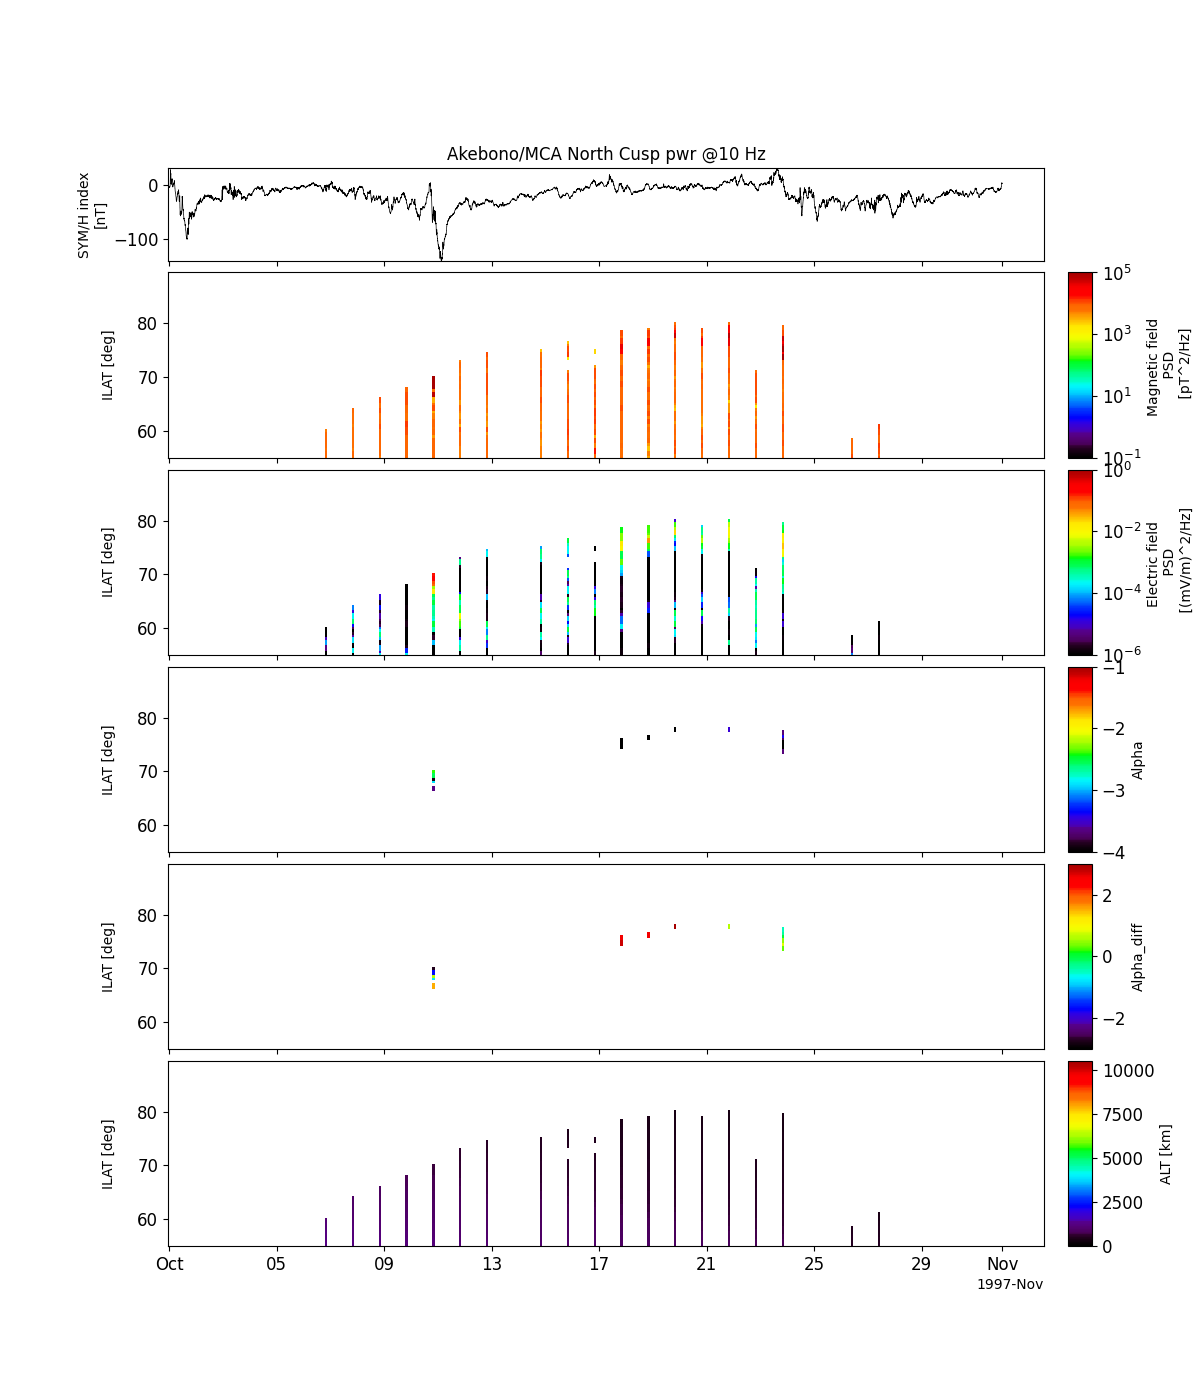 Akebono/MCA North Cusp pwr @10 Hz
SYM/H index
[nT]
0
−100
ILAT [deg]
80
70
60
10^5
10^3
10^1
10^−1
Magnetic field
PSD
[pT^2/Hz]
ILAT [deg]
80
70
60
10^0
10^−2
10^−4
10^−6
Electric field
PSD
[(mV/m)^2/Hz]
ILAT [deg]
80
70
60
−1
−2
−3
−4
Alpha
ILAT [deg]
80
70
60
2
0
−2
Alpha_diff
ILAT [deg]
80
70
60
10000
7500
5000
2500
0
ALT [km]
Oct 05 09 13 17 21 25 29 Nov
1997-Nov